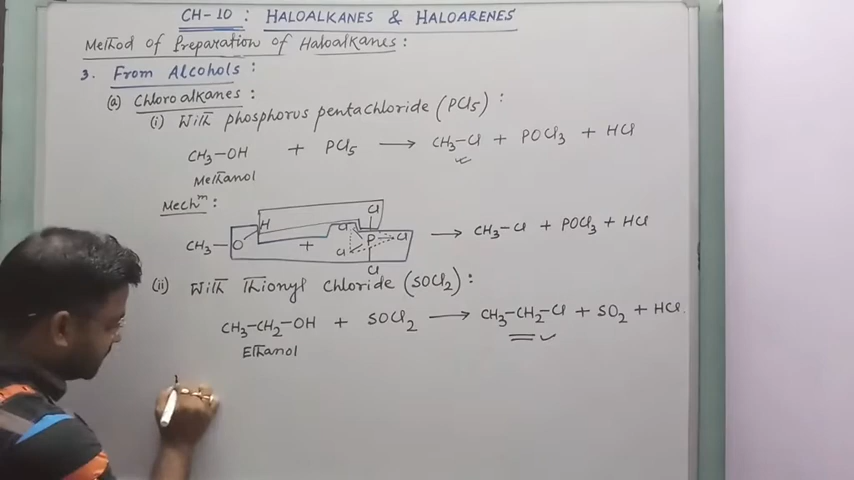 CH-10 : HALOALKANES & HALOARENES
Method of Preparation of Haloalkanes :
3. From Alcohols :
(a) Chloroalkanes :
(i) With phosphorus pentachloride (PCl5) :
CH3-OH + PCl5 → CH3-Cl + POCl3 + HCl
Methanol
Mechm :
CH3-O H + Cl Cl P Cl Cl Cl → CH3-Cl + POCl3 + HCl
(ii) With Thionyl Chloride (SOCl2) :
CH3-CH2-OH + SOCl2 → CH3-CH2-Cl + SO2 + HCl
Ethanol